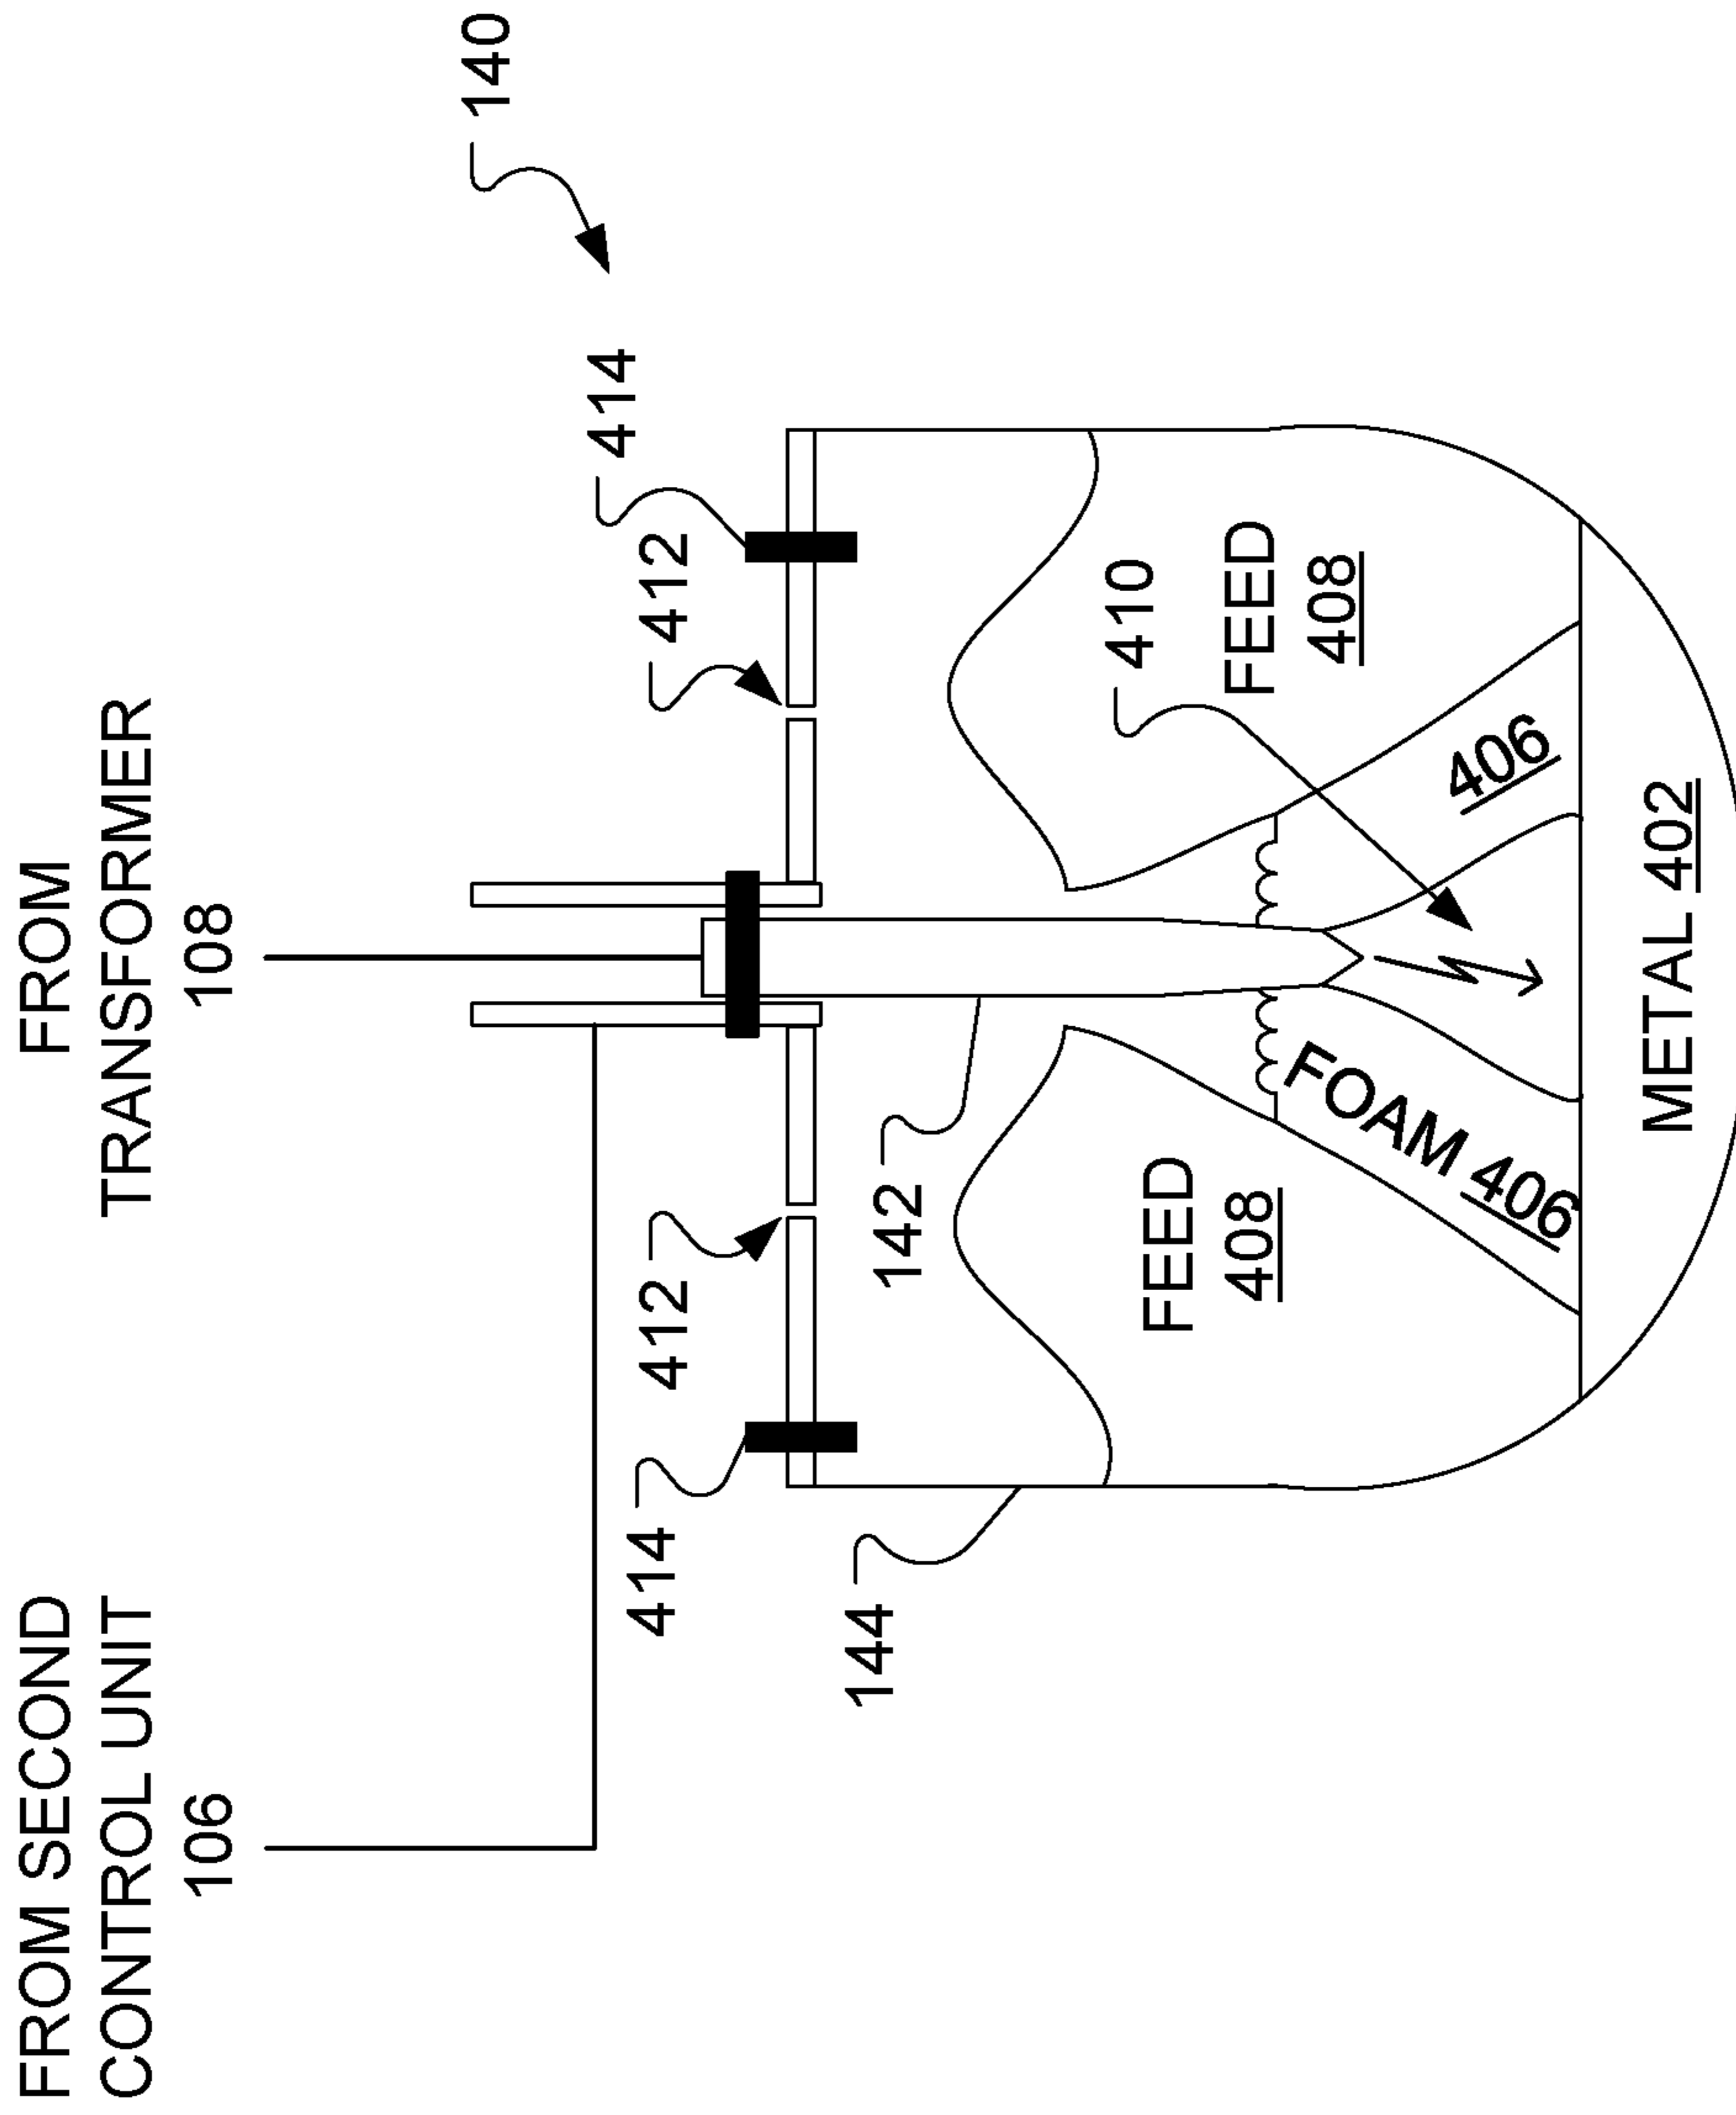 FROM SECOND
CONTROL UNIT
106
FROM
TRANSFORMER
108
140
414
412
412
414
144
142
410
FEED
408
FEED
408
FOAM 406
406
METAL 402